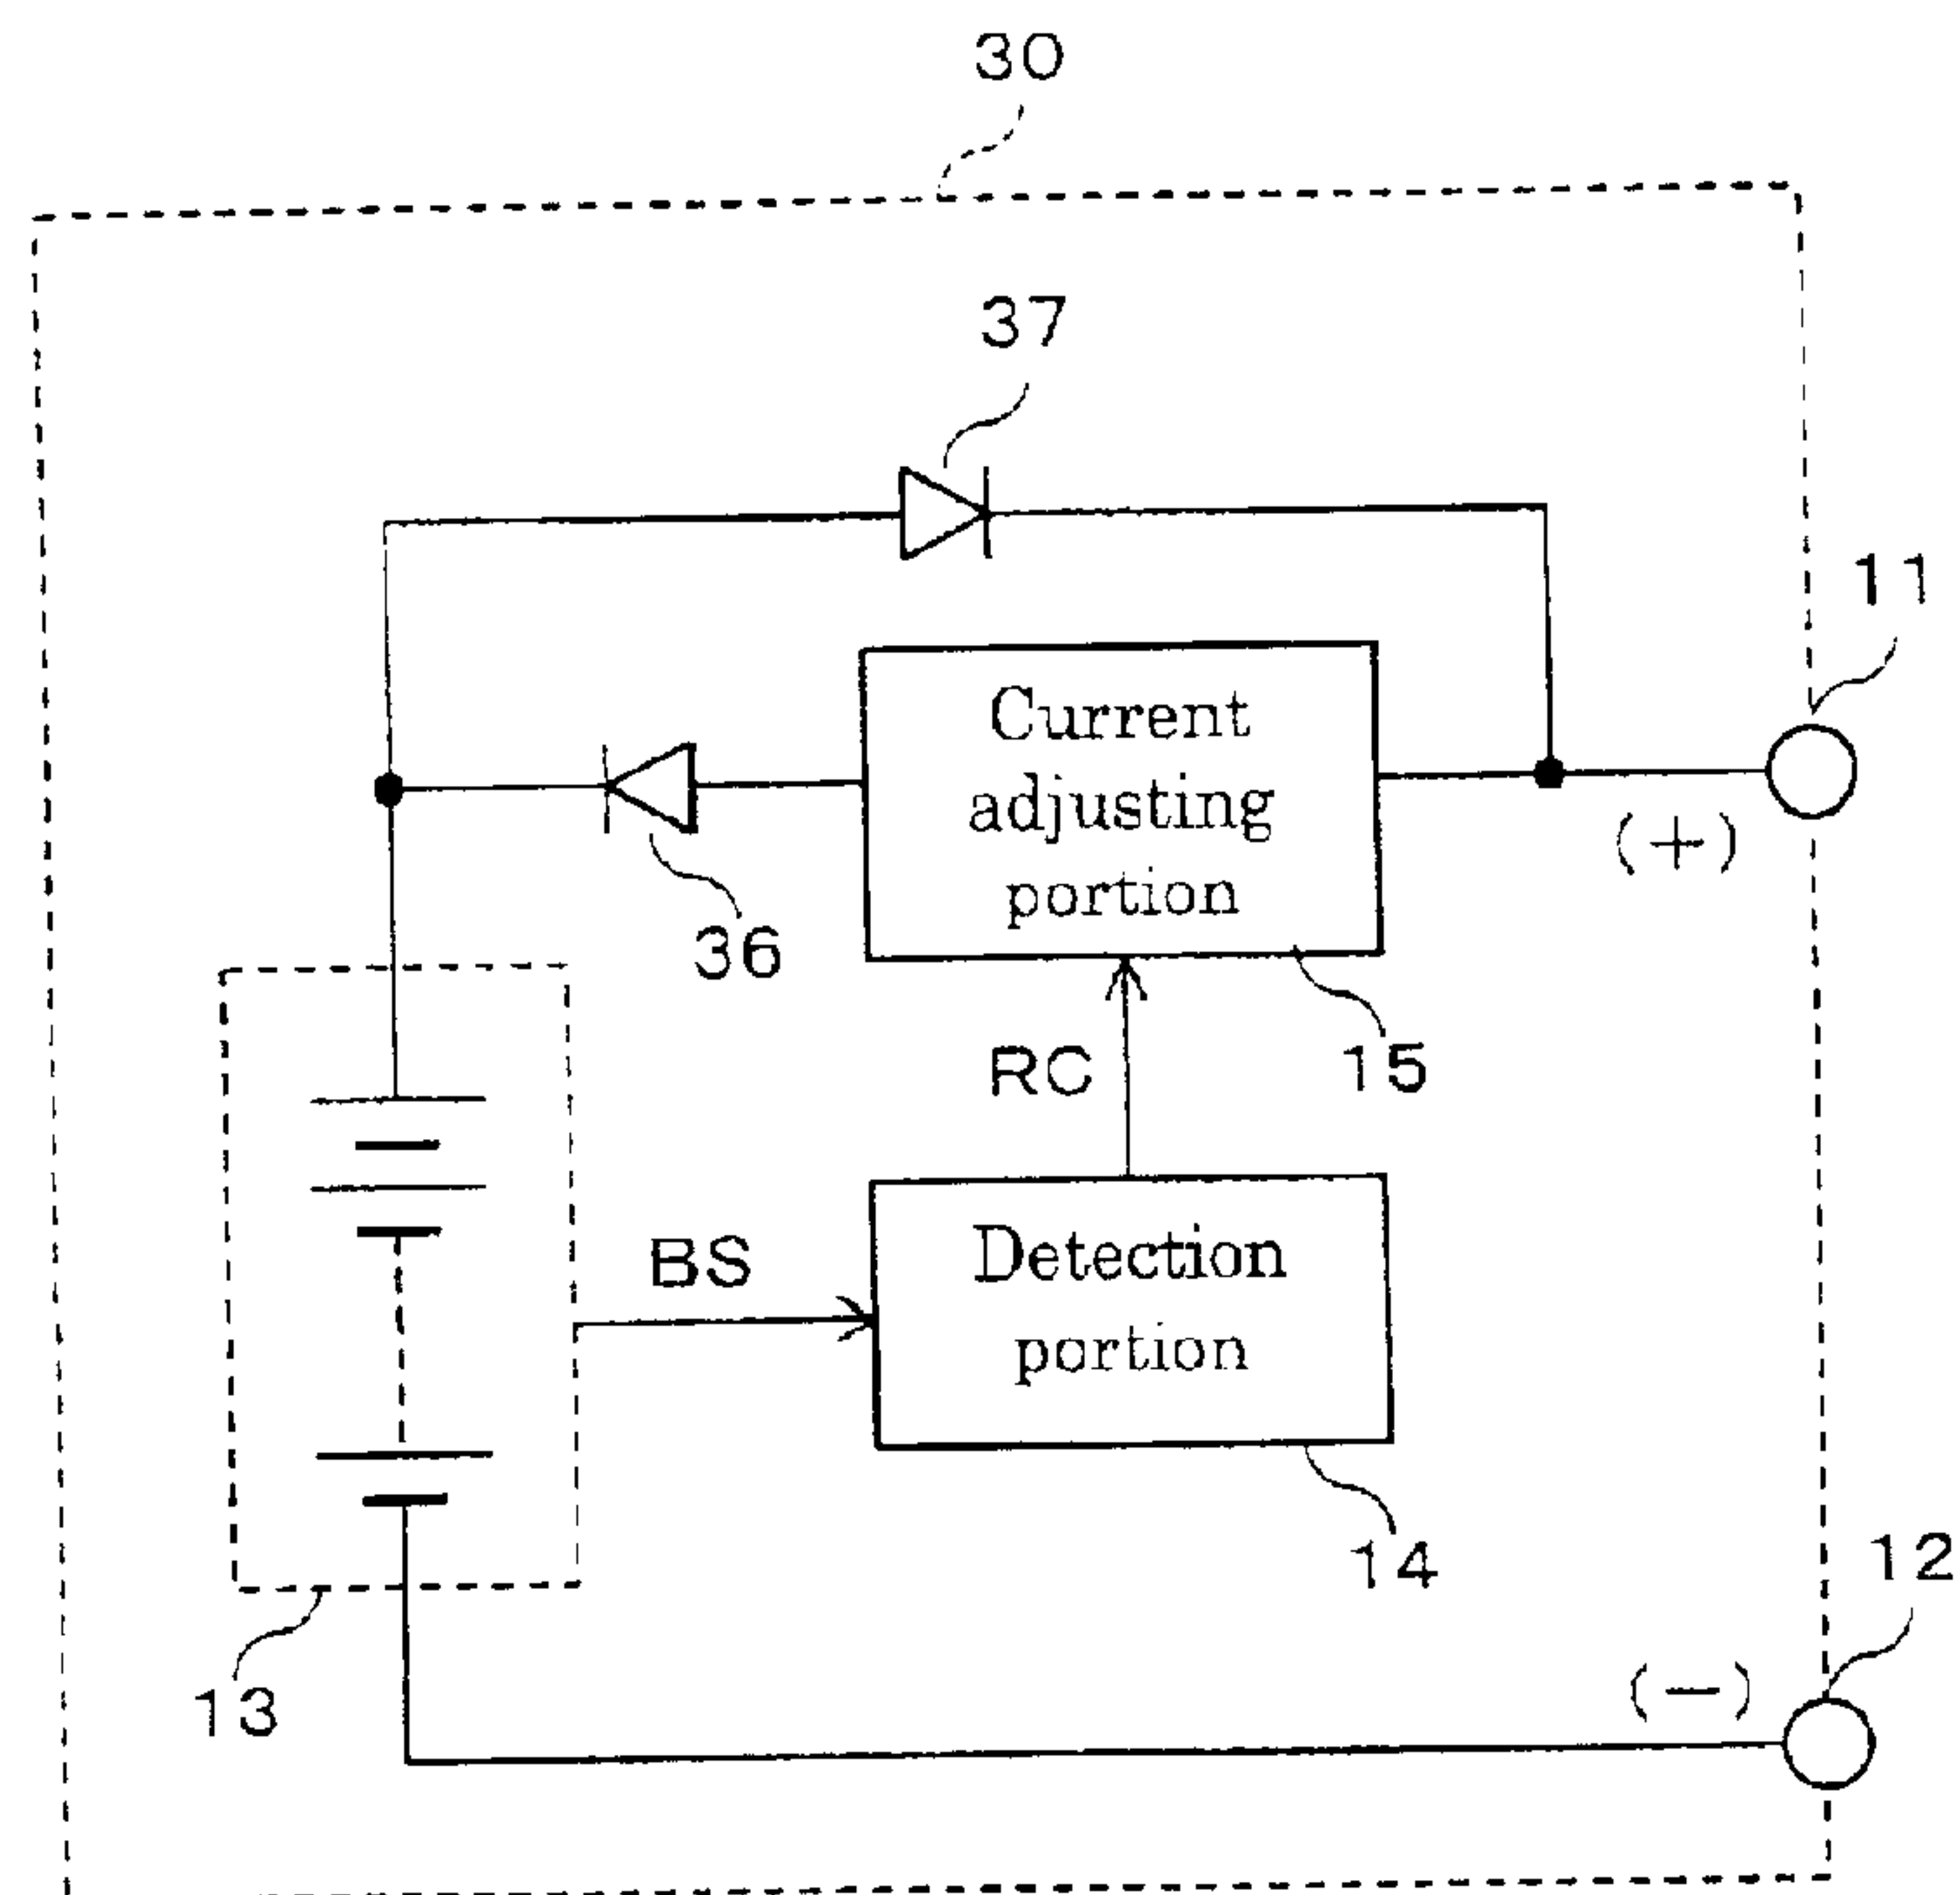 30
37
11
Current
adjusting
portion
(+)
36
RC
15
BS
Detection
portion
14
12
(-)
13